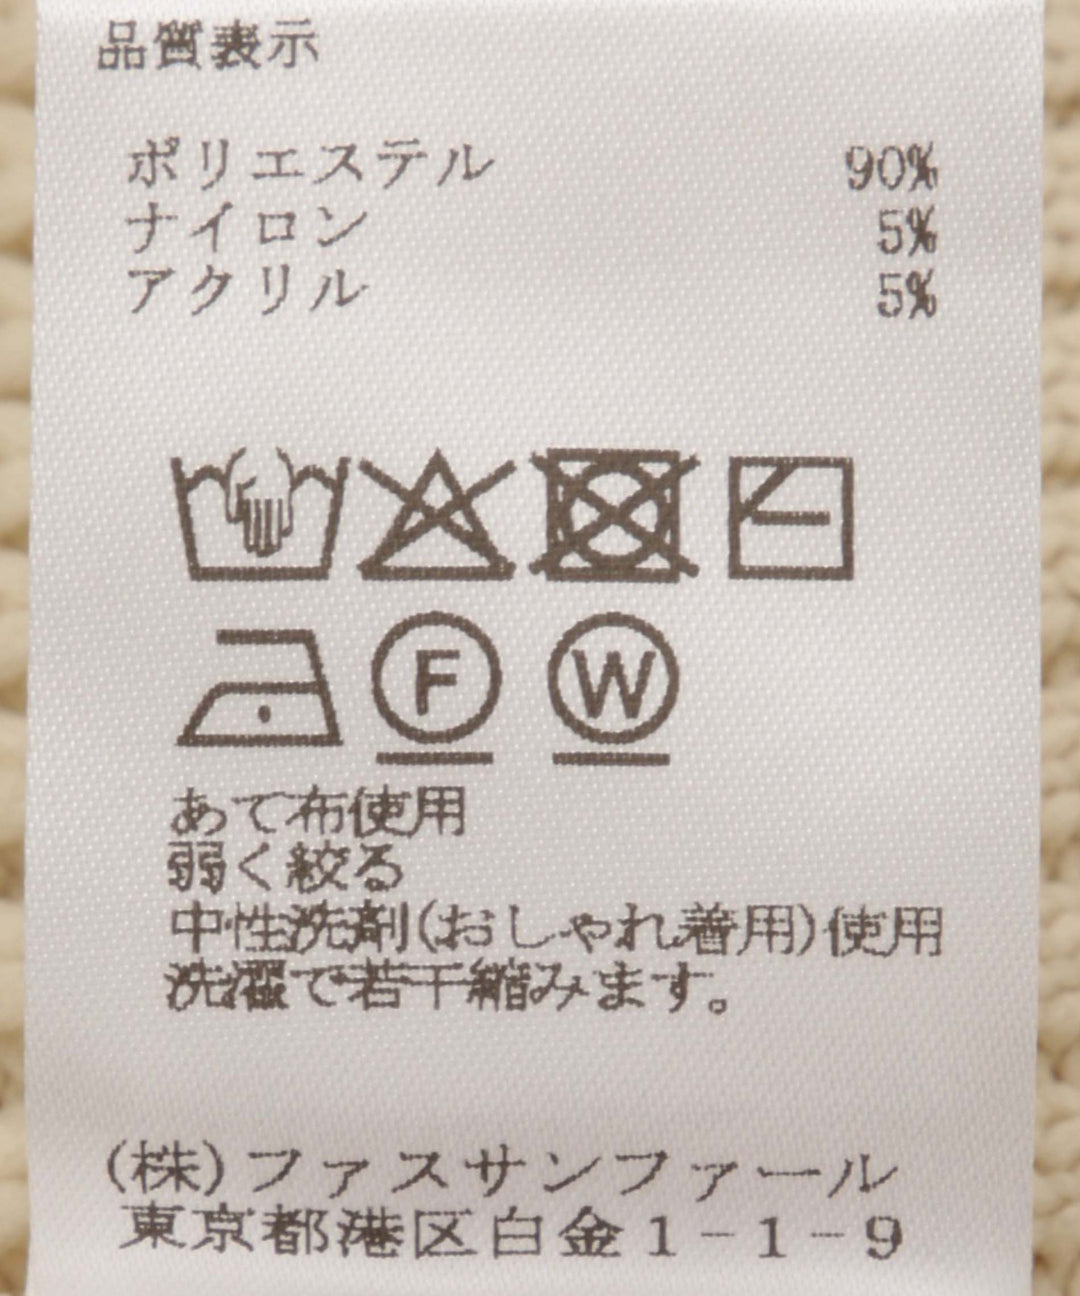 品質表示
ポリエステル 90%
ナイロン 5%
アクリル 5%
F W
あて布使用
弱く絞る
中性洗剤(おしゃれ着用)使用
洗濯で若干縮みます。
(株)ファスサンファール
東京都港区白金1-1-9